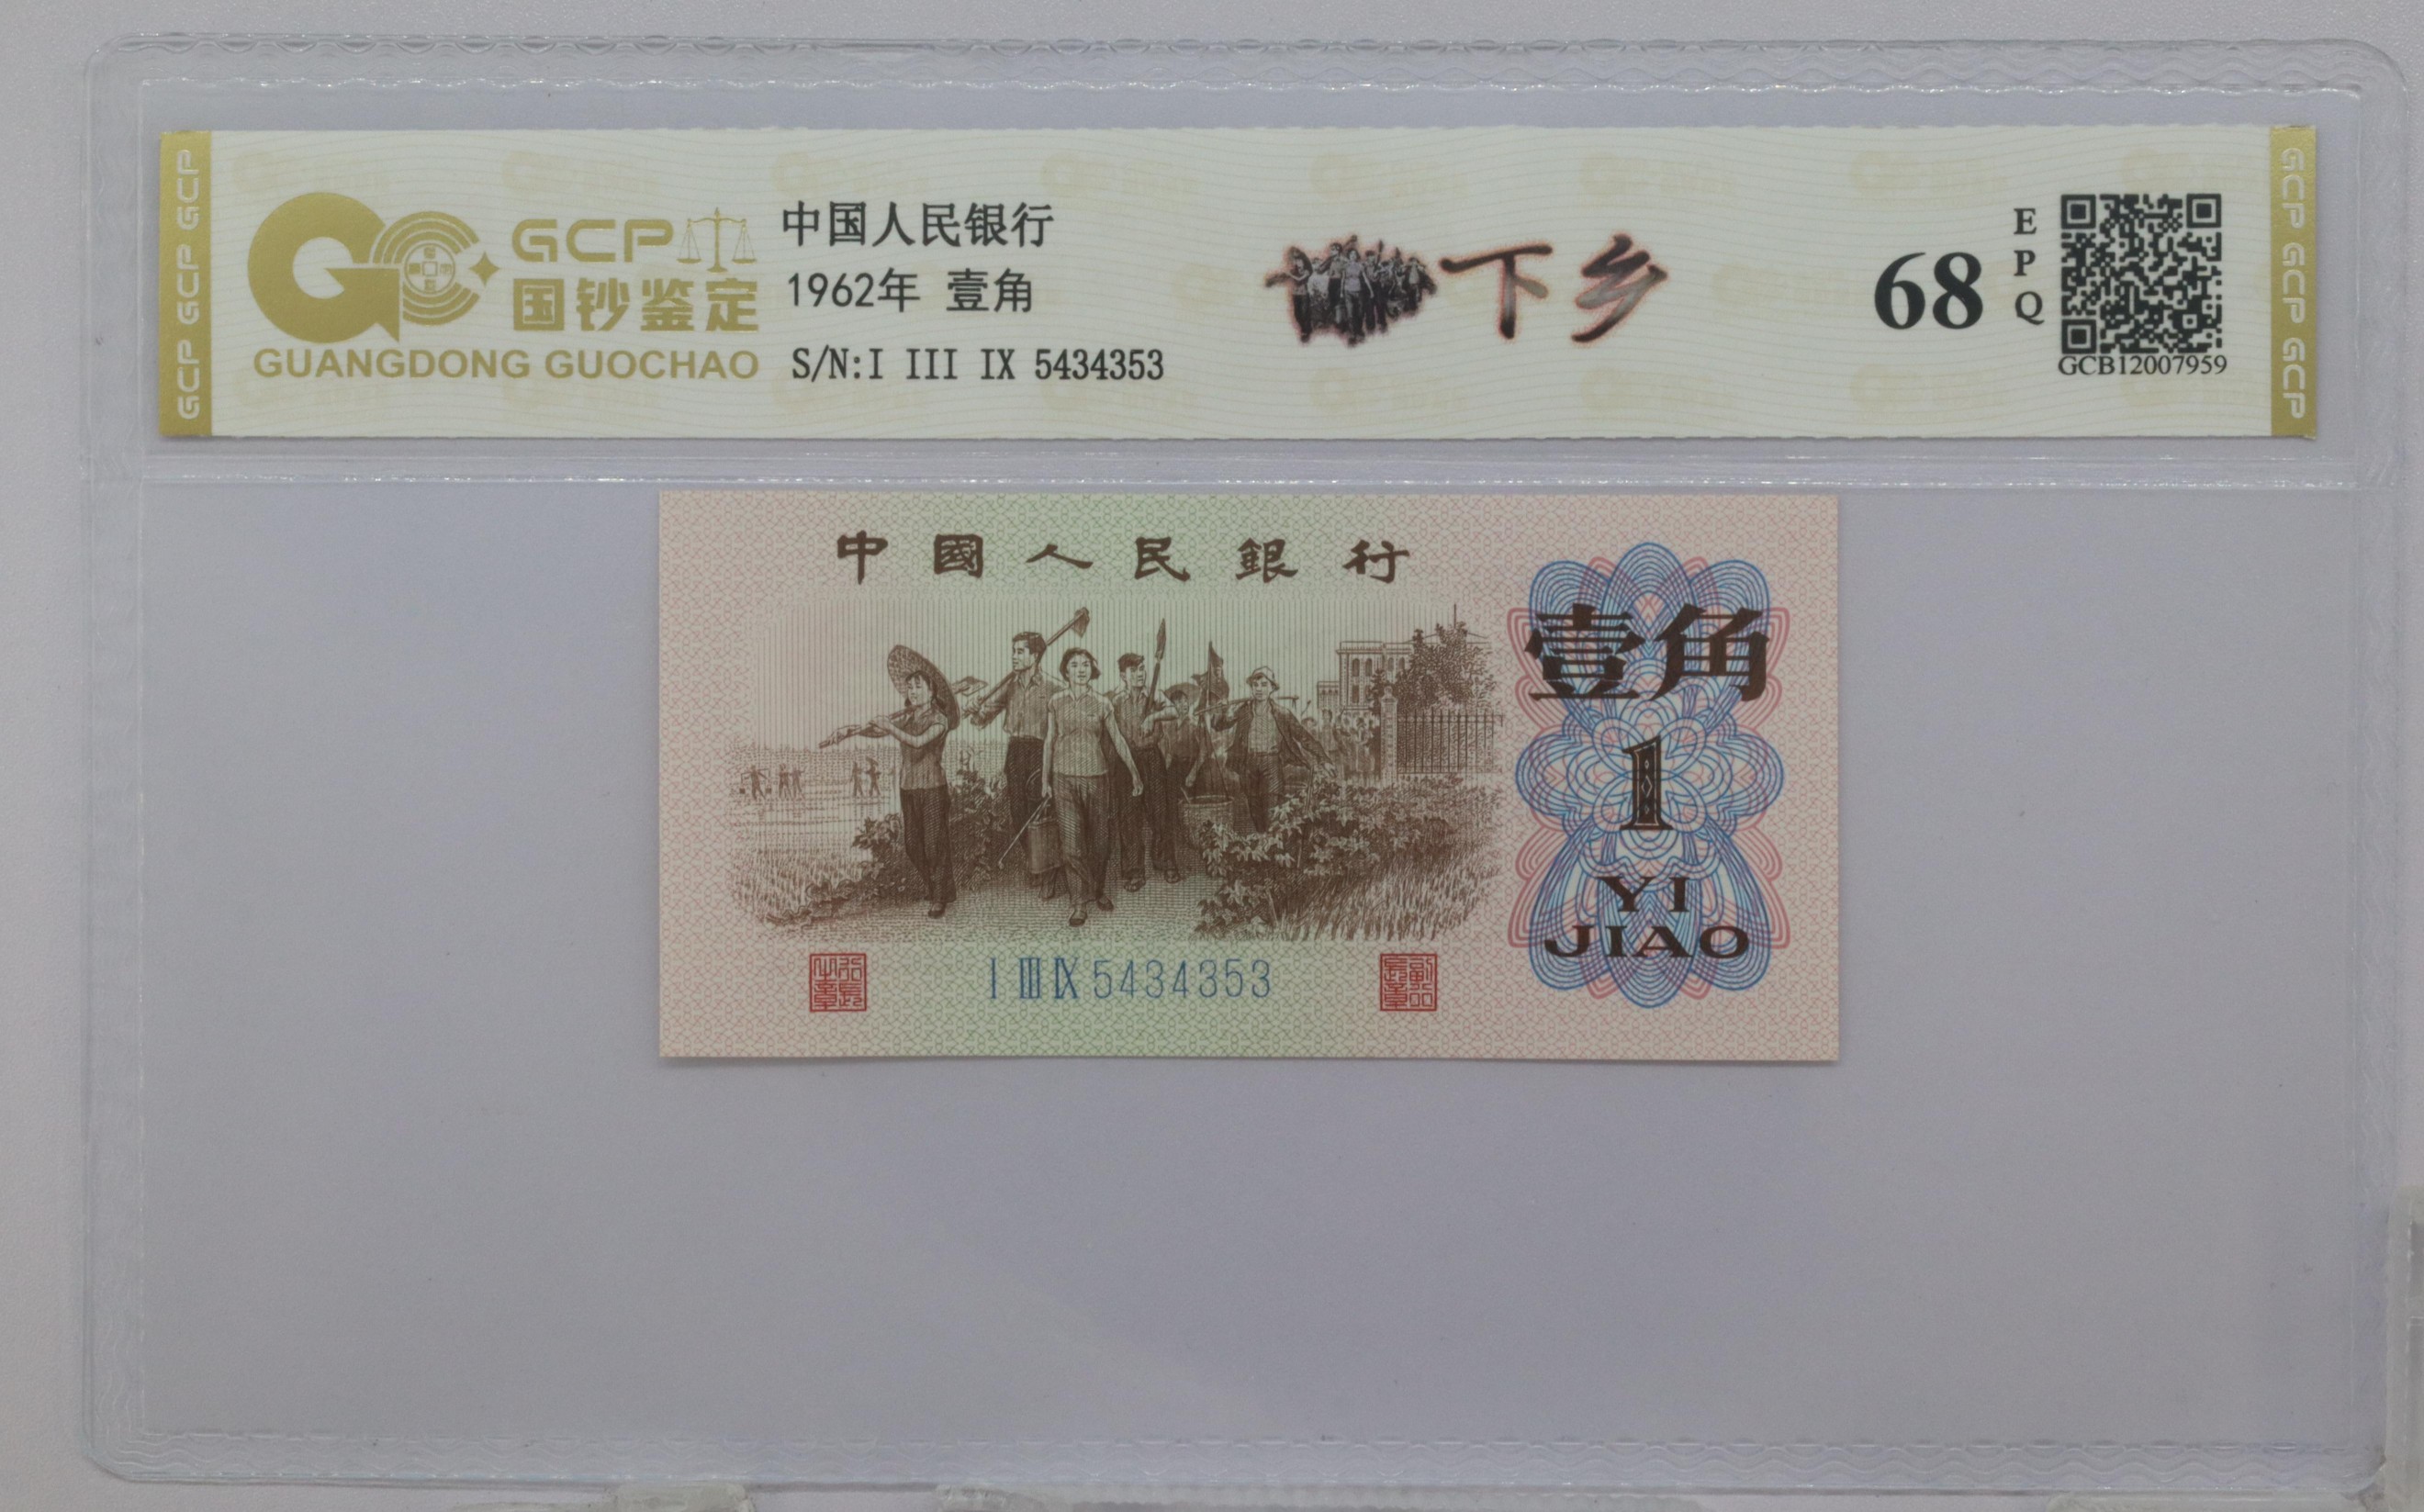 GCP GCP GCP
GCP
国钞鉴定
GUANGDONG GUOCHAO
中国人民银行
1962年 壹角
S/N:I III IX 5434353
下乡
68
E
P
Q
GCB12007959
GCP GCP GCP
中國人民銀行
壹角
1
YI
JIAO
I III IX 5434353